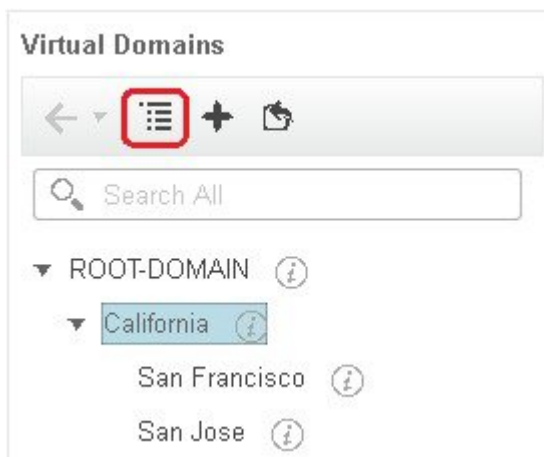 Virtual Domains
Search All
ROOT-DOMAIN
California
San Francisco
San Jose